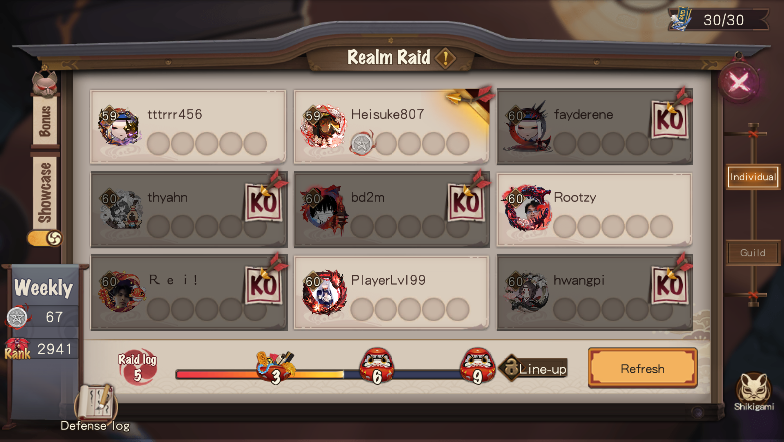 30/30
Realm Raid
!
Bonus
Showcase
59
tttrrr456
59
Heisuke807
60
fayderene
KO
60
thyahn
KO
60
bd2m
KO
60
Rootzy
60
Rei!
KO
60
PlayerLvl99
60
hwangpi
KO
Individual
Guild
Weekly
67
Rank
2941
Raid log
5
3
6
9
Line-up
Refresh
Defense log
Shikigami